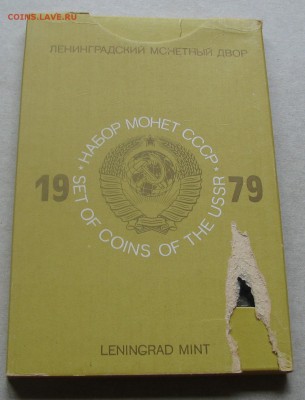 COINS.LAVE.RU
ЛЕНИНГРАДСКИЙ МОНЕТНЫЙ ДВОР
• НАБОР МОНЕТ СССР •
19 79
SET OF COINS OF THE USSR
LENINGRAD MINT